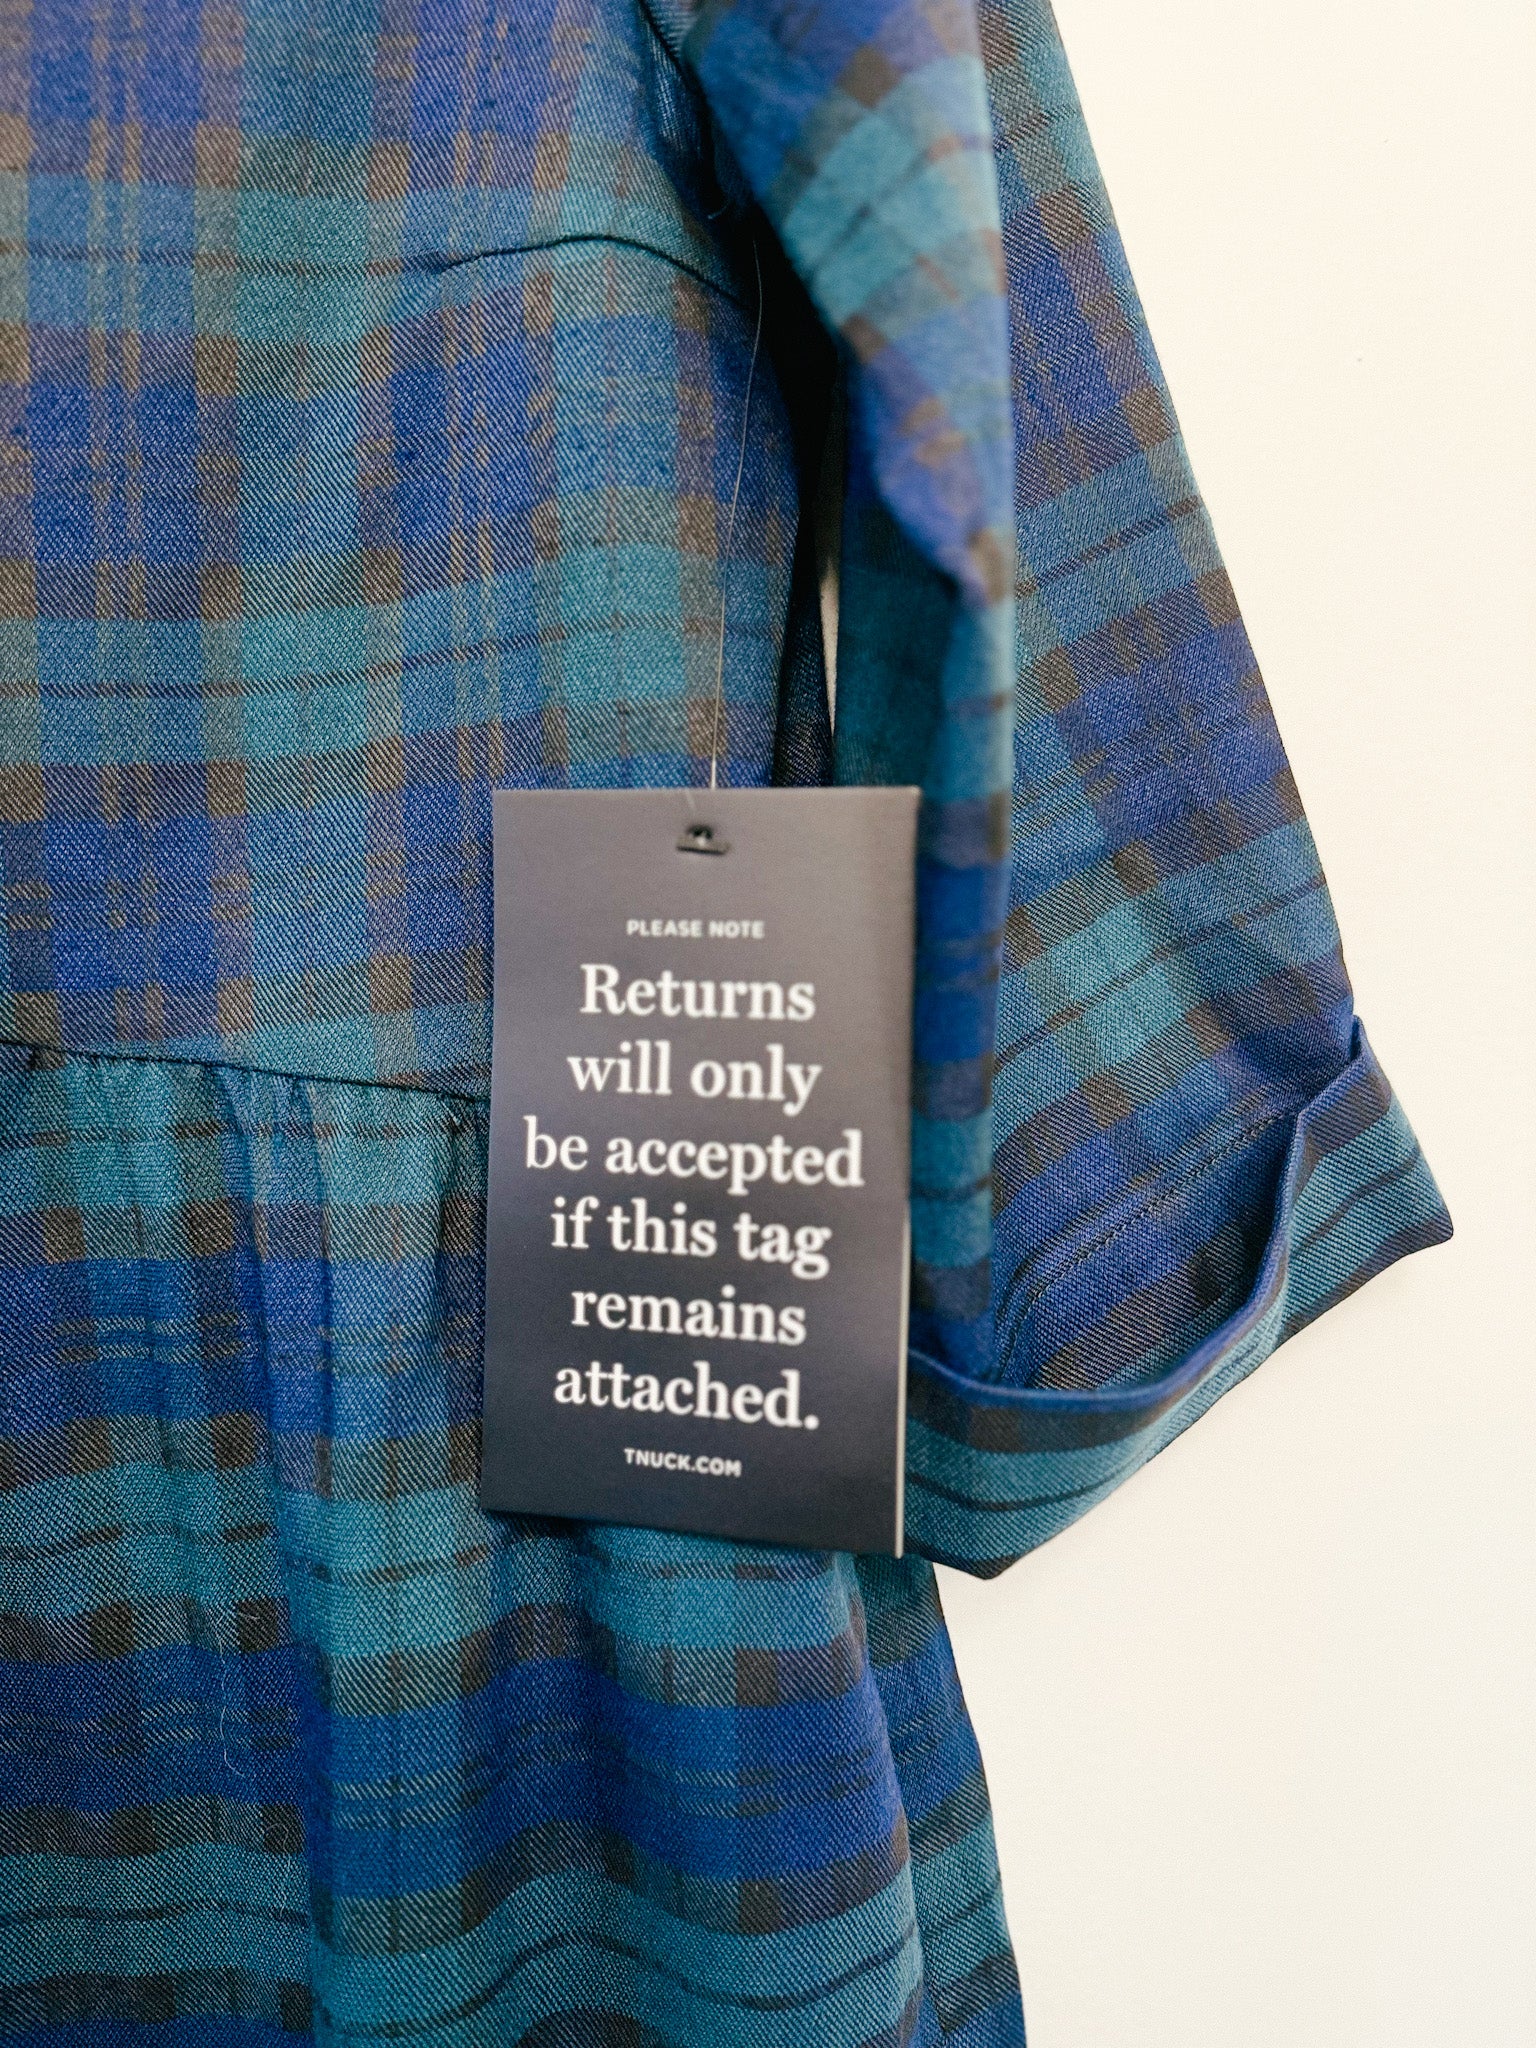 PLEASE NOTE
Returns
will only
be accepted
if this tag
remains
attached.
TNUCK.COM